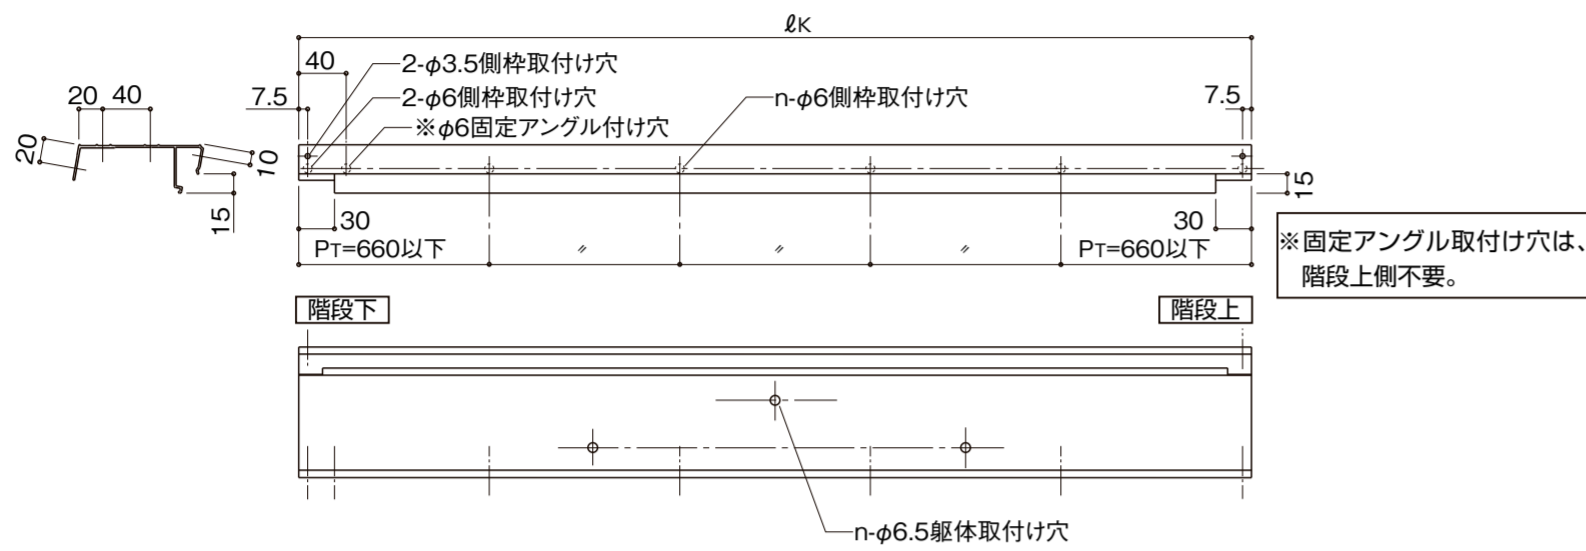 ℓK
40
2-φ3.5側枠取付け穴
7.5
2-φ6側枠取付け穴
n-φ6側枠取付け穴
7.5
※φ6固定アングル付け穴
20
40
20
10
15
15
30
30
PT=660以下
〃
〃
〃
PT=660以下
※固定アングル取付け穴は、
階段上側不要。
階段下
階段上
n-φ6.5躯体取付け穴